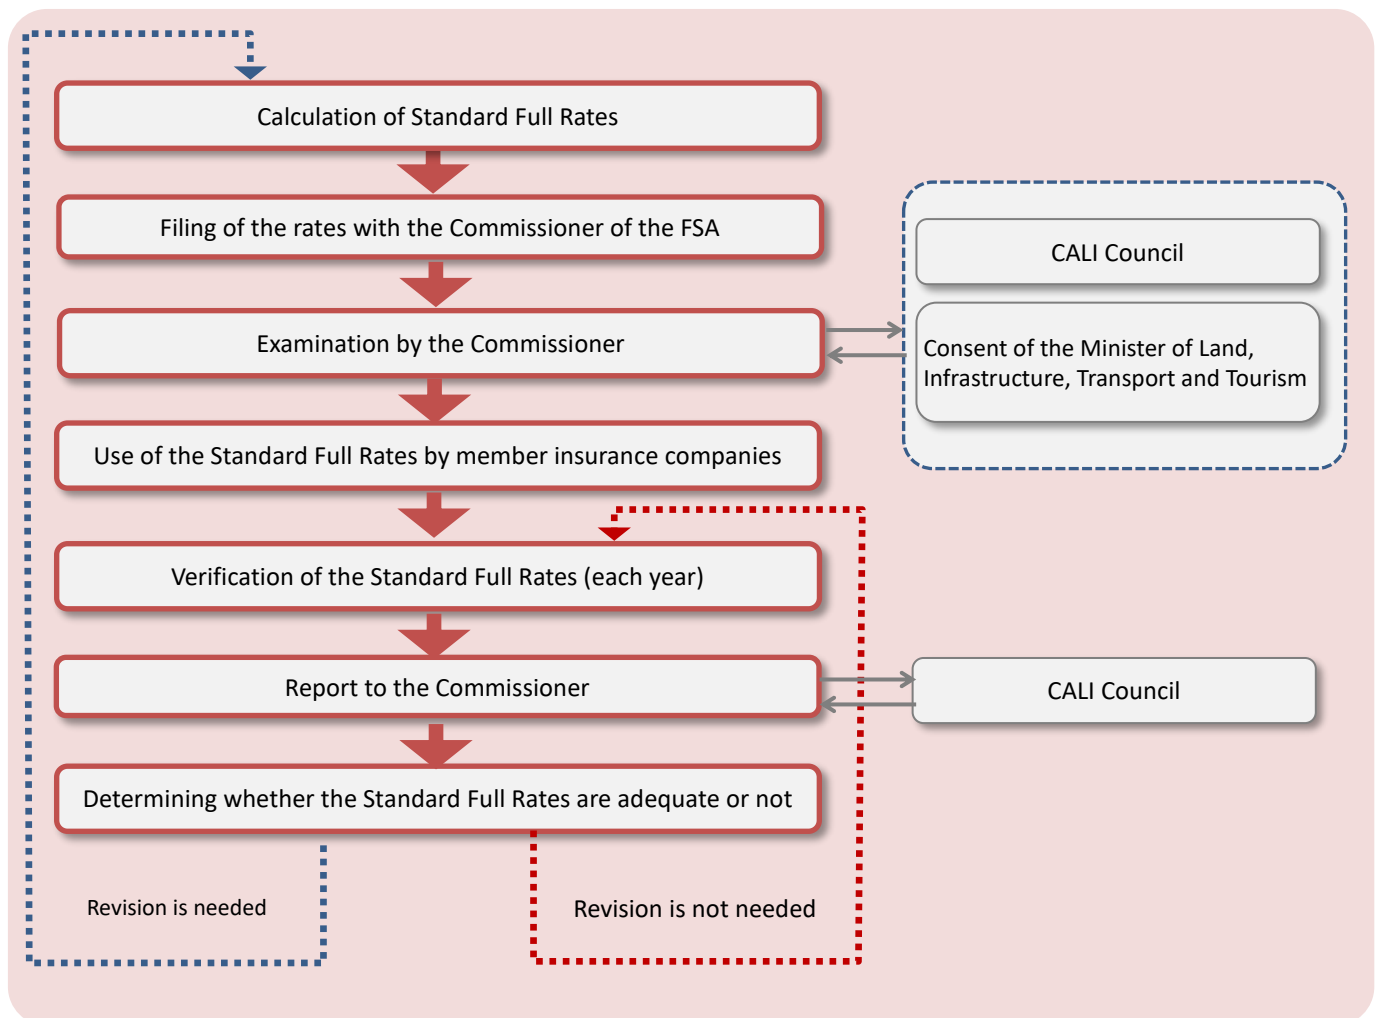 Calculation of Standard Full Rates
Filing of the rates with the Commissioner of the FSA
CALI Council
Examination by the Commissioner
Consent of the Minister of Land,
Infrastructure, Transport and Tourism
Use of the Standard Full Rates by member insurance companies
Verification of the Standard Full Rates (each year)
Report to the Commissioner
CALI Council
Determining whether the Standard Full Rates are adequate or not
Revision is needed
Revision is not needed